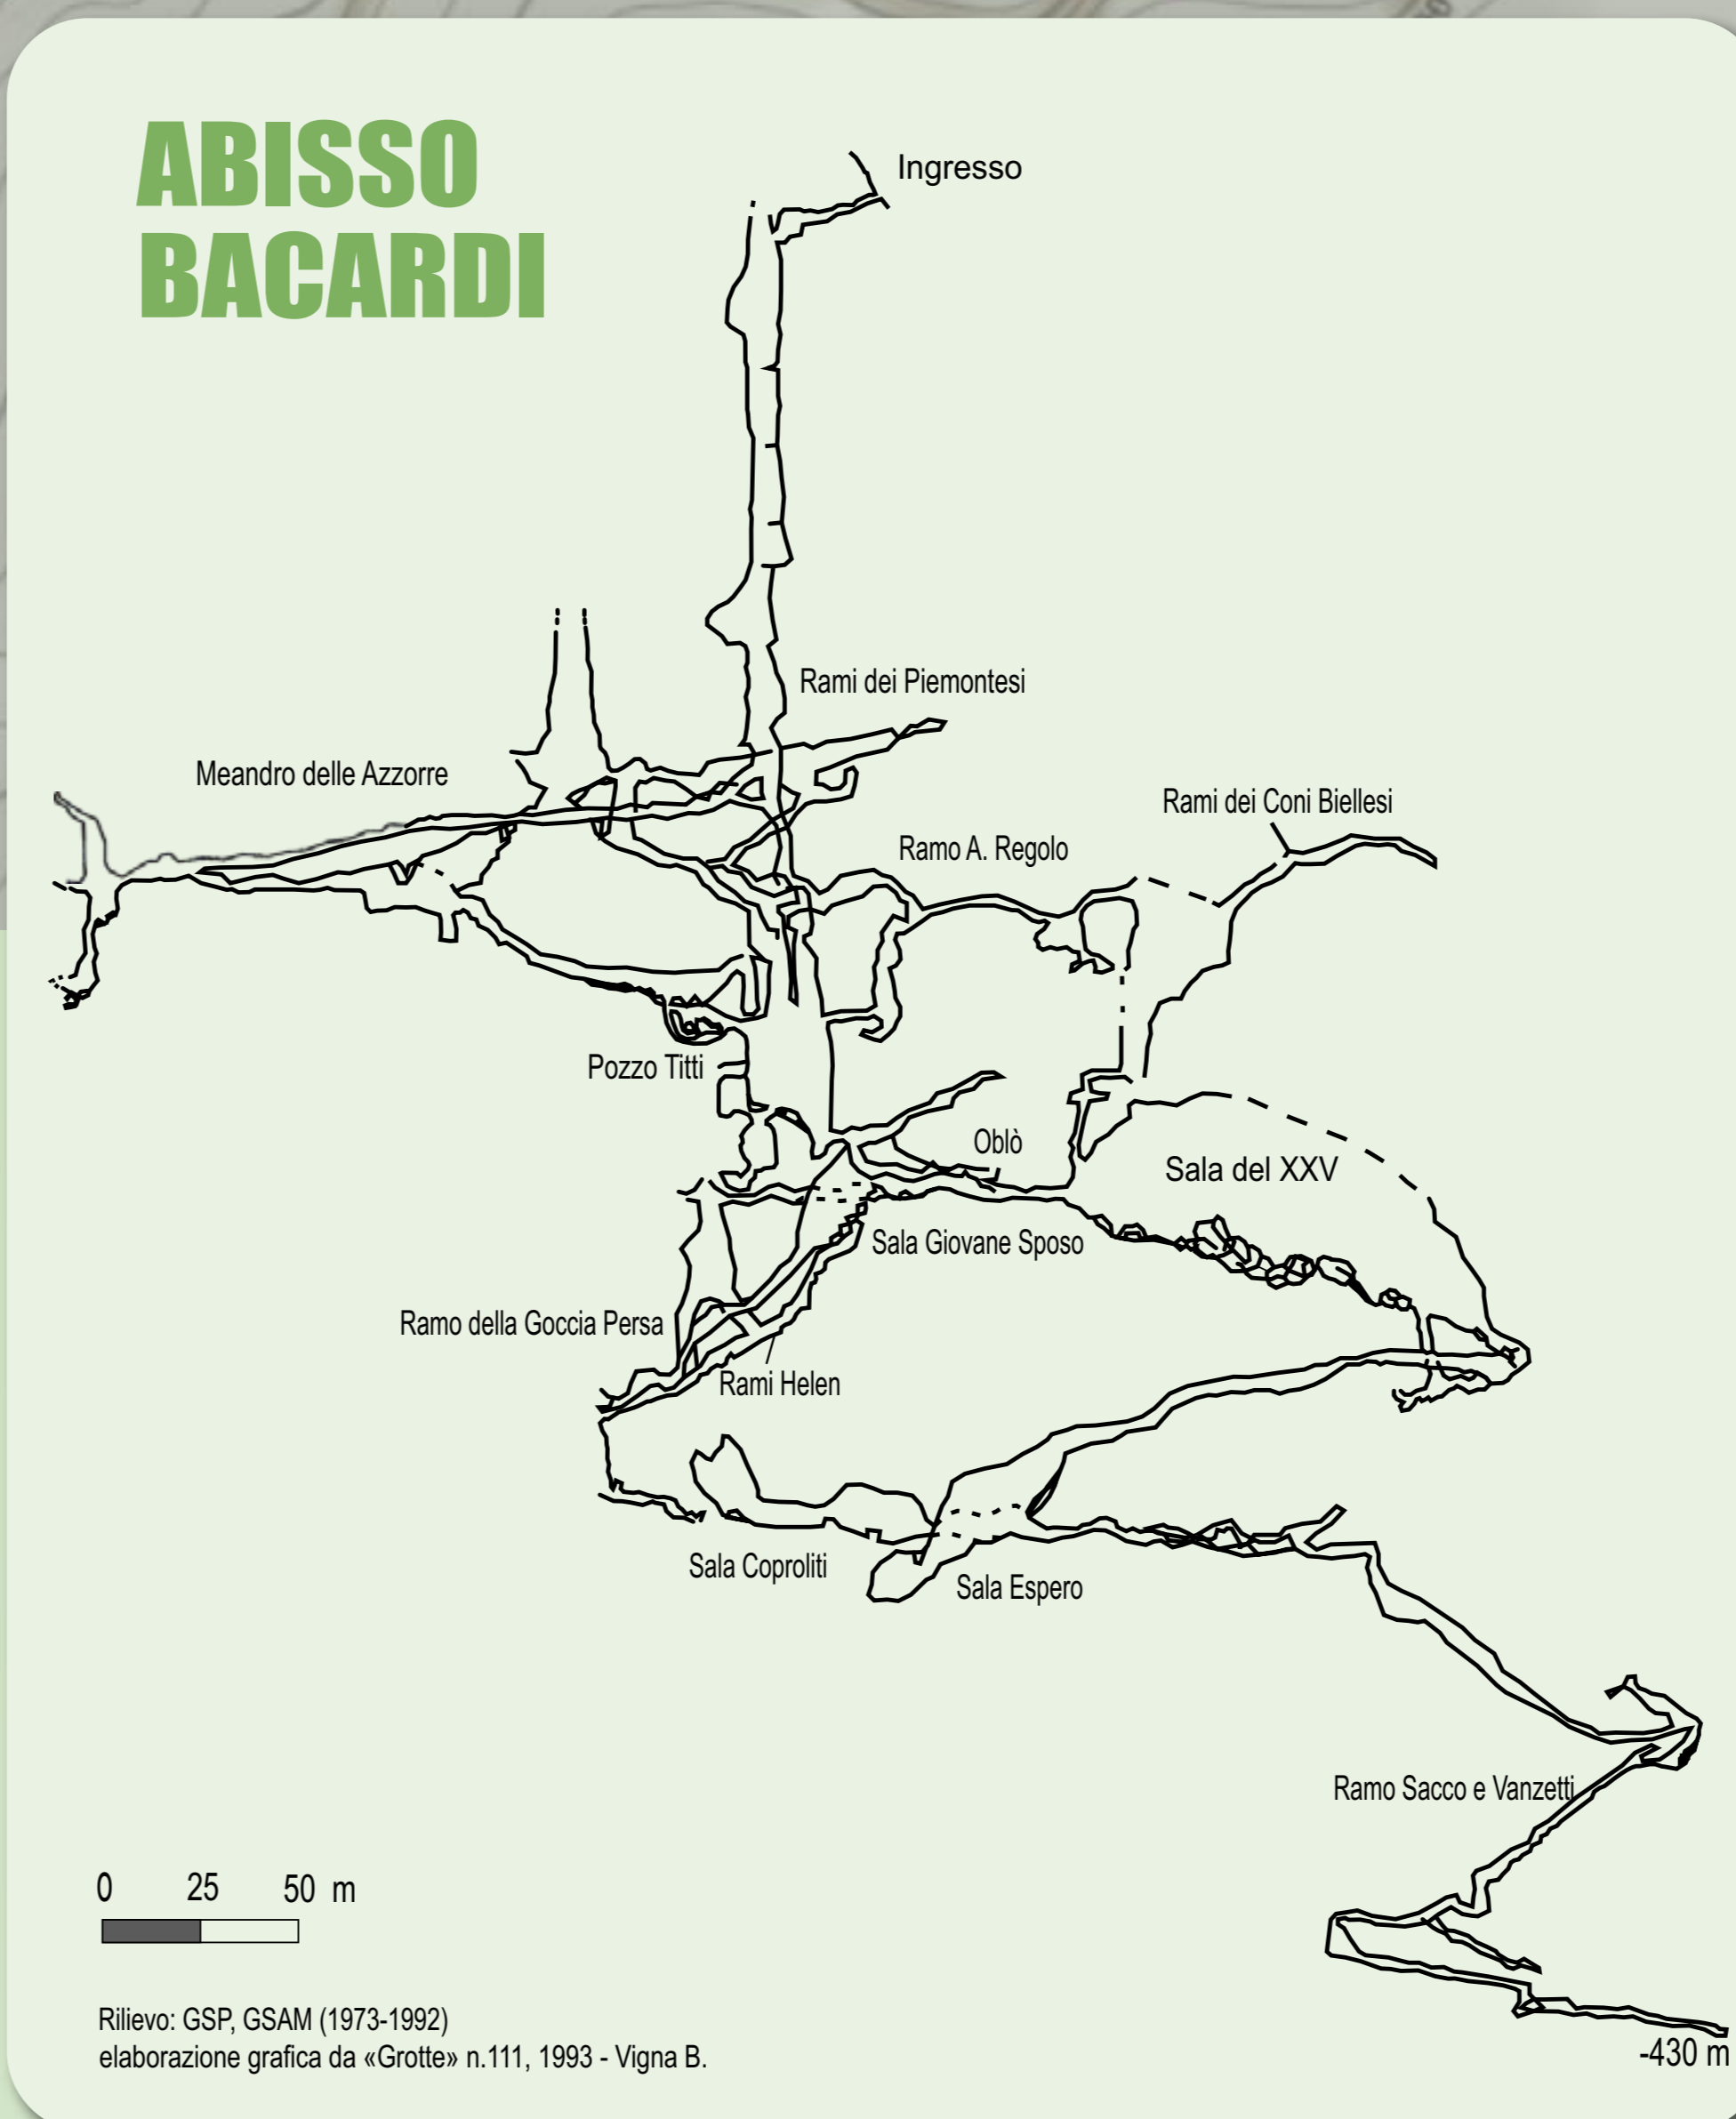 ABISSO
BACARDI
Ingresso
Rami dei Piemontesi
Meandro delle Azzorre
Rami dei Coni Biellesi
Ramo A. Regolo
Pozzo Titti
Oblò
Sala del XXV
Sala Giovane Sposo
Ramo della Goccia Persa
Rami Helen
Sala Coproliti
Sala Espero
Ramo Sacco e Vanzetti
0 25 50 m
Rilievo: GSP, GSAM (1973-1992)
elaborazione grafica da «Grotte» n.111, 1993 - Vigna B.
-430 m